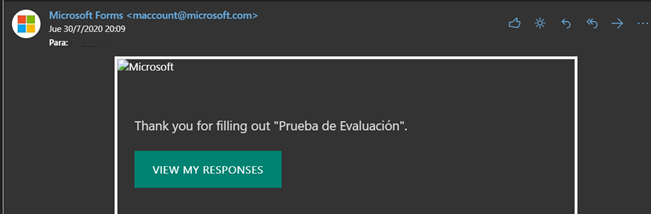 Microsoft Forms <maccount@microsoft.com>
Jue 30/7/2020 20:09
Para:
Microsoft
Thank you for filling out "Prueba de Evaluación".
VIEW MY RESPONSES